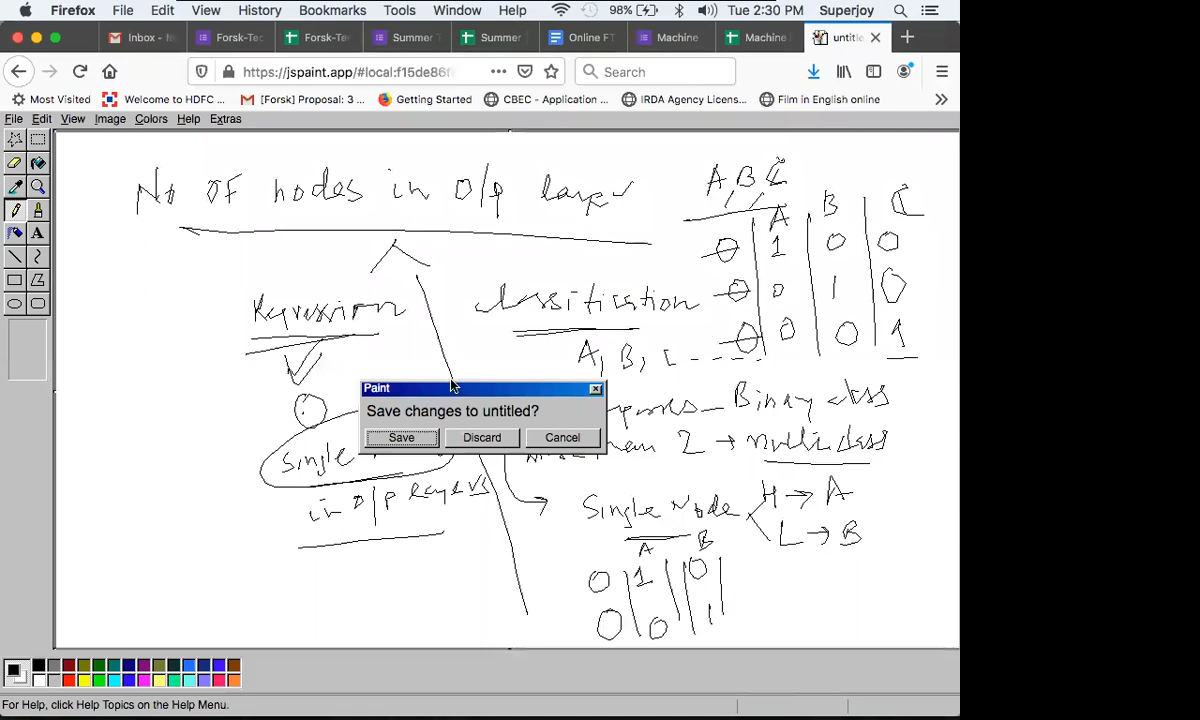 Firefox File Edit View History Bookmarks Tools Window Help 98% Tue 2:30 PM Superjoy
Inbox - Forsk-Tec Forsk-Tec Summer T Summer Online FT Machine Machine untitle
https://jspaint.app/#local:f15de86f Search
Most Visited Welcome to HDFC ... [Forsk] Proposal: 3 ... Getting Started CBEC - Application ... IRDA Agency Licens... Film in English online
File Edit View Image Colors Help Extras
No OF nodes in O/p layer
A, B, C
A B C
0 1 0 0
0 0 1 0
0 0 0 1
Regression Classification
A, B, C -----
Paint
Save changes to untitled?
Save Discard Cancel
Binary class
2 → multiclass
Single
in O/p layers
Single Node H → A
L → B
A B
0 1 0
0 0 1
For Help, click Help Topics on the Help Menu.